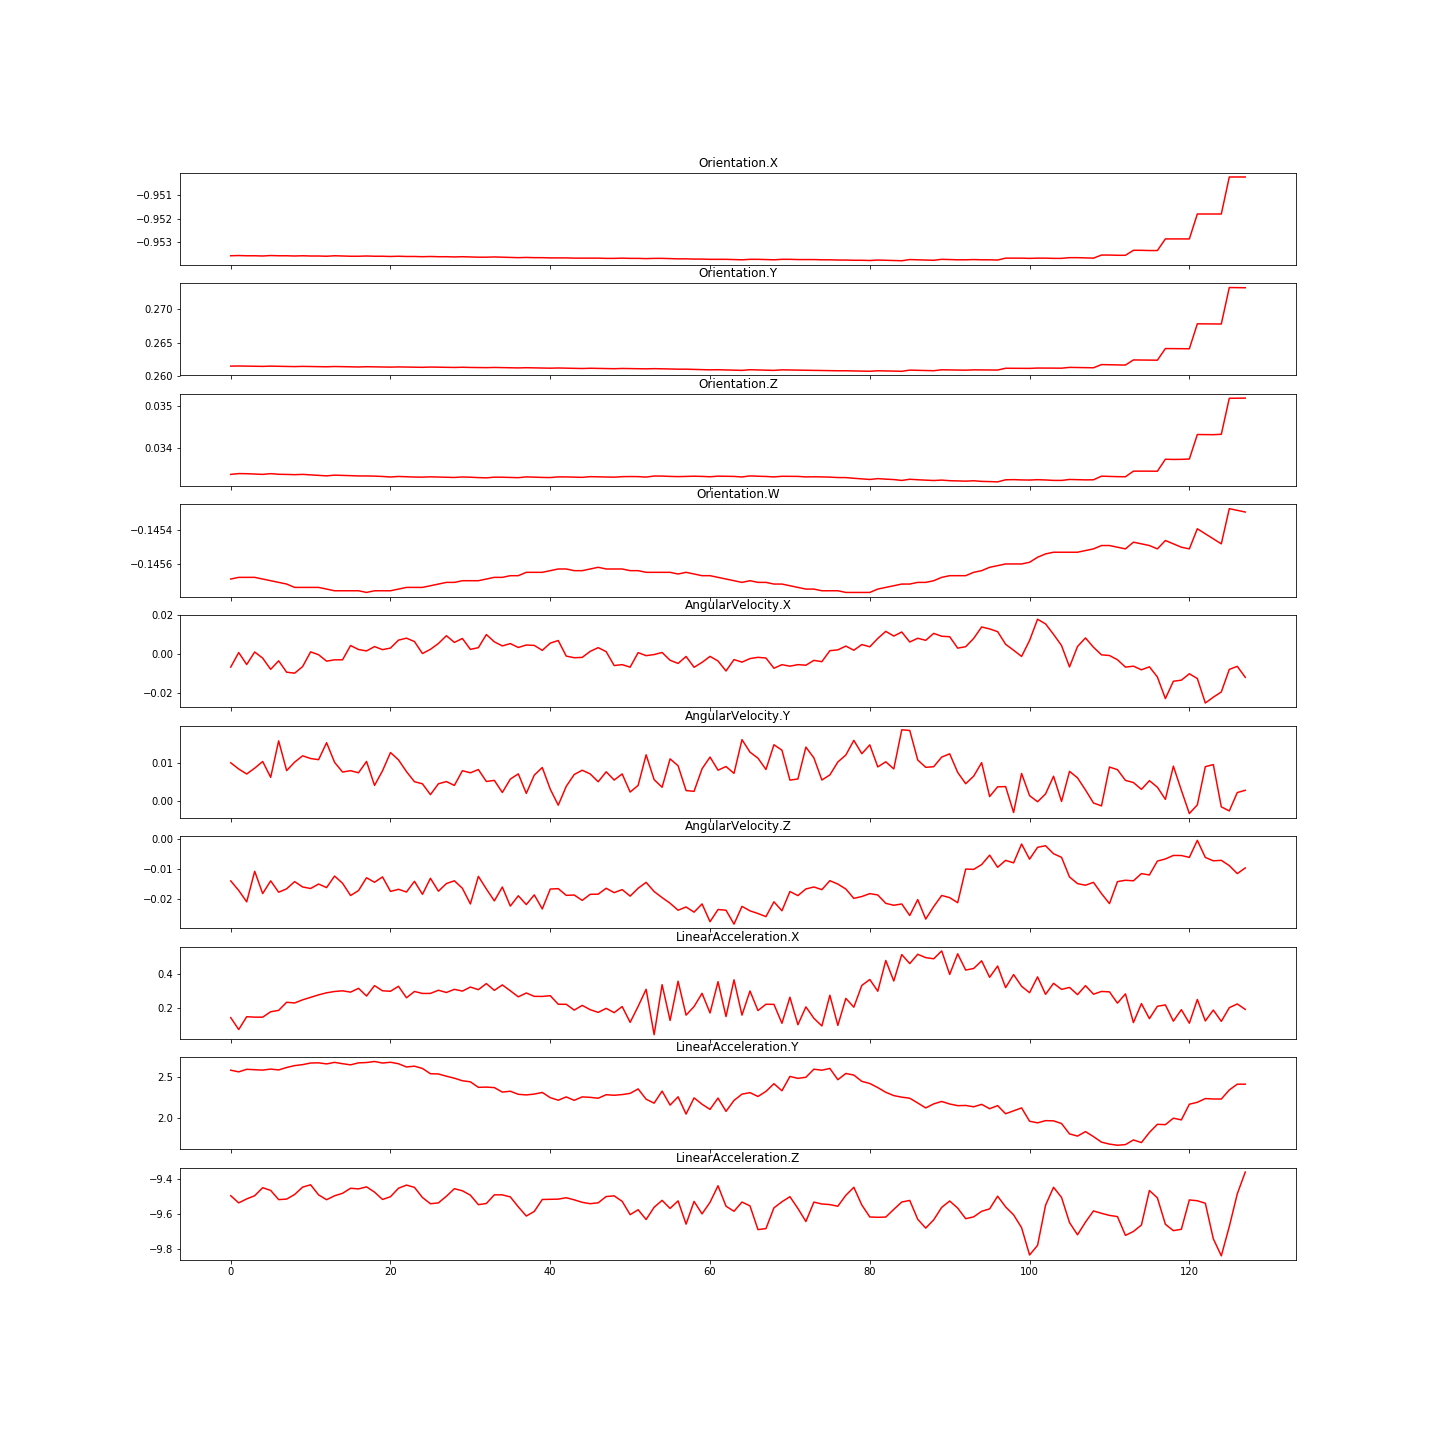 Orientation.X
−0.951
−0.952
−0.953
Orientation.Y
0.270
0.265
0.260
Orientation.Z
0.035
0.034
Orientation.W
−0.1454
−0.1456
AngularVelocity.X
0.02
0.00
−0.02
AngularVelocity.Y
0.01
0.00
AngularVelocity.Z
0.00
−0.01
−0.02
LinearAcceleration.X
0.4
0.2
LinearAcceleration.Y
2.5
2.0
LinearAcceleration.Z
−9.4
−9.6
−9.8
0 20 40 60 80 100 120